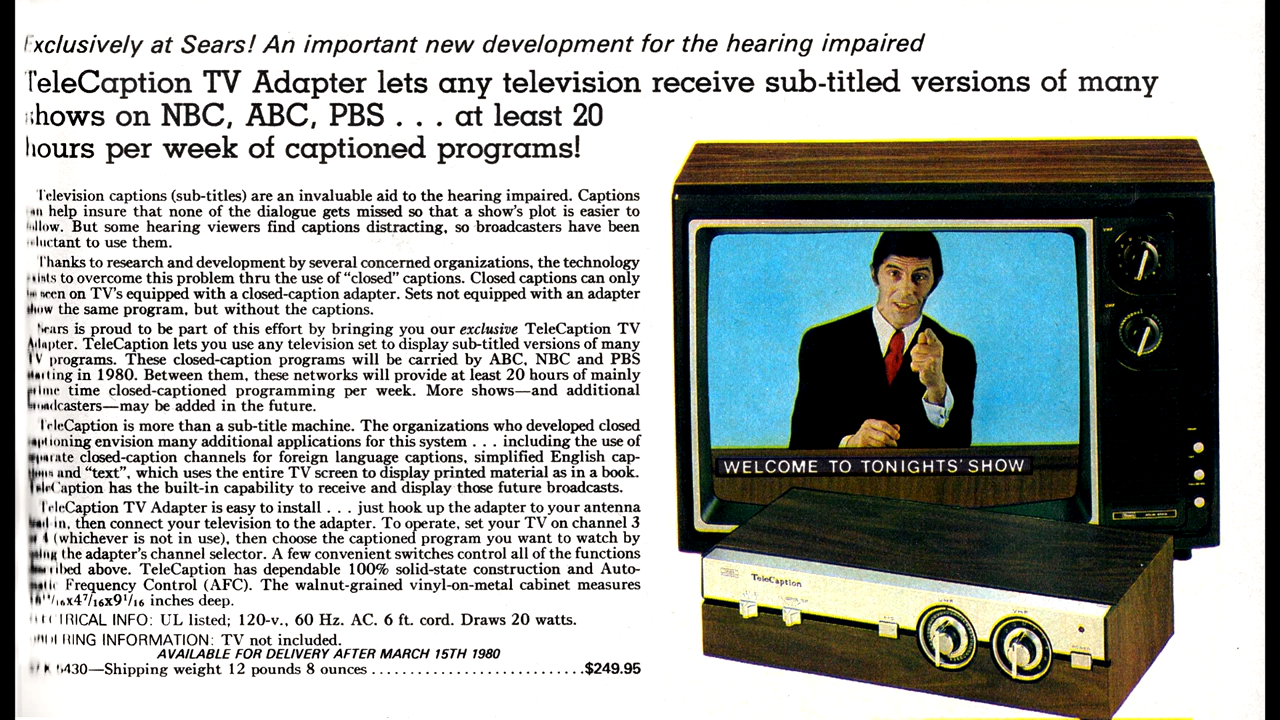 Exclusively at Sears! An important new development for the hearing impaired
TeleCaption TV Adapter lets any television receive sub-titled versions of many
shows on NBC, ABC, PBS . . . at least 20
hours per week of captioned programs!
Television captions (sub-titles) are an invaluable aid to the hearing impaired. Captions
can help insure that none of the dialogue gets missed so that a show's plot is easier to
follow. But some hearing viewers find captions distracting, so broadcasters have been
reluctant to use them.
Thanks to research and development by several concerned organizations, the technology
exists to overcome this problem thru the use of “closed” captions. Closed captions can only
be seen on TV's equipped with a closed-caption adapter. Sets not equipped with an adapter
show the same program, but without the captions.
Sears is proud to be part of this effort by bringing you our exclusive TeleCaption TV
Adapter. TeleCaption lets you use any television set to display sub-titled versions of many
TV programs. These closed-caption programs will be carried by ABC, NBC and PBS
starting in 1980. Between them, these networks will provide at least 20 hours of mainly
prime time closed-captioned programming per week. More shows—and additional
broadcasters—may be added in the future.
TeleCaption is more than a sub-title machine. The organizations who developed closed
captioning envision many additional applications for this system . . . including the use of
separate closed-caption channels for foreign language captions, simplified English cap-
tions and “text”, which uses the entire TV screen to display printed material as in a book.
TeleCaption has the built-in capability to receive and display those future broadcasts.
TeleCaption TV Adapter is easy to install . . . just hook up the adapter to your antenna
lead-in, then connect your television to the adapter. To operate, set your TV on channel 3
or 4 (whichever is not in use), then choose the captioned program you want to watch by
using the adapter's channel selector. A few convenient switches control all of the functions
described above. TeleCaption has dependable 100% solid-state construction and Auto-
matic Frequency Control (AFC). The walnut-grained vinyl-on-metal cabinet measures
x4⁷/₁₆x9¹/₁₆ inches deep.
ELECTRICAL INFO: UL listed; 120-v., 60 Hz. AC. 6 ft. cord. Draws 20 watts.
ORDERING INFORMATION: TV not included.
AVAILABLE FOR DELIVERY AFTER MARCH 15TH 1980
5430—Shipping weight 12 pounds 8 ounces ............................$249.95
VHF
UHF
WELCOME TO TONIGHTS' SHOW
TeleCaption
UHF
VHF